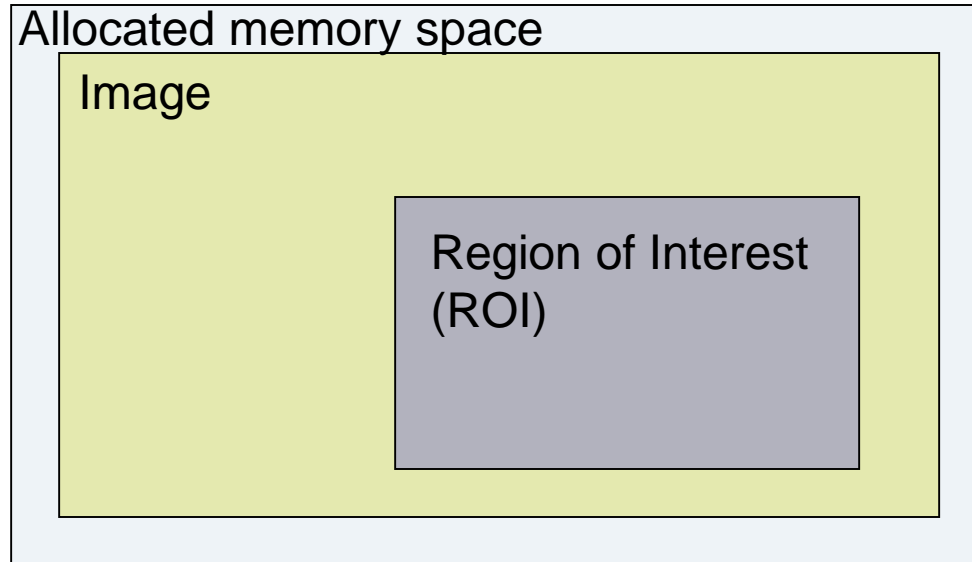 Allocated memory space
Image
Region of Interest
(ROI)